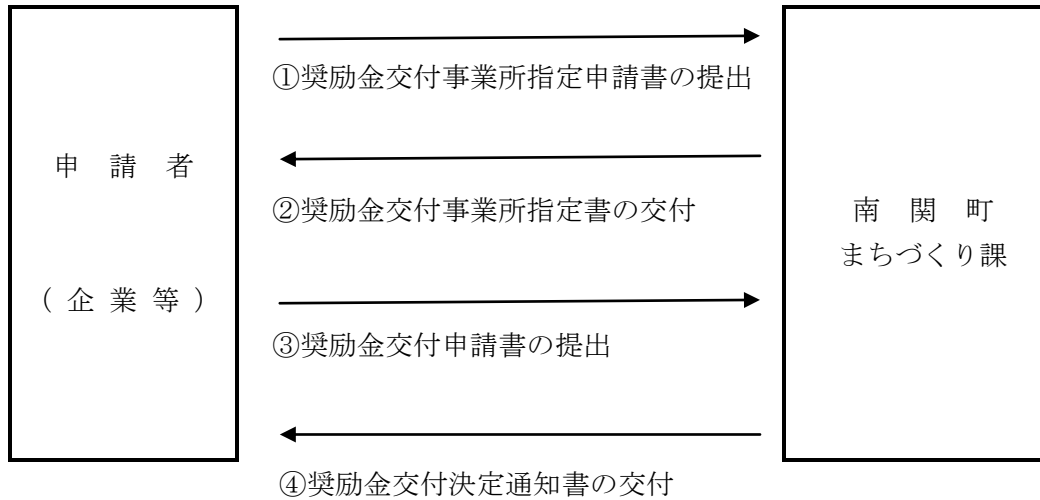 ①奨励金交付事業所指定申請書の提出
申 請 者
②奨励金交付事業所指定書の交付
南 関 町
まちづくり課
( 企 業 等 )
③奨励金交付申請書の提出
④奨励金交付決定通知書の交付